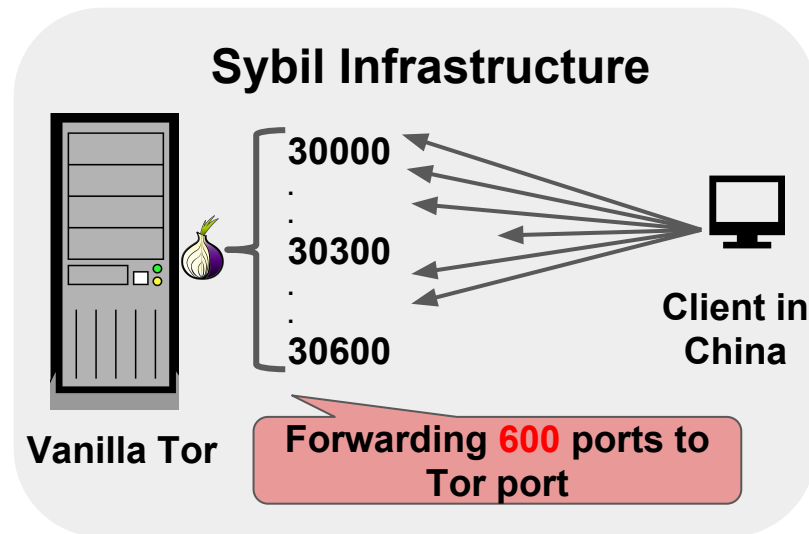 Sybil Infrastructure
30000
.
.
30300
.
.
30600
Client in
China
Vanilla Tor
Forwarding 600 ports to
Tor port